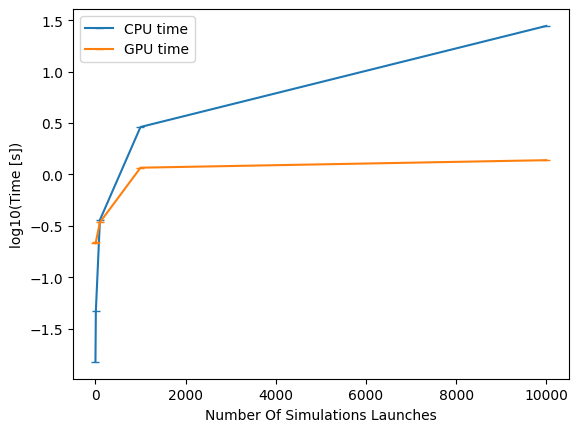 CPU time
GPU time
1.5
1.0
0.5
0.0
−0.5
−1.0
−1.5
log10(Time [s])
0 2000 4000 6000 8000 10000
Number Of Simulations Launches